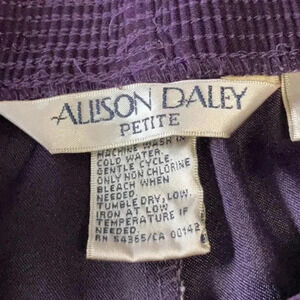 ALLISON DALEY
PETITE
MACHINE WASH IN
COLD WATER.
GENTLE CYCLE.
ONLY NON CHLORINE
BLEACH WHEN
NEEDED.
TUMBLE DRY, LOW.
IRON AT LOW
TEMPERATURE IF
NEEDED.
RN 54365/CA 00142